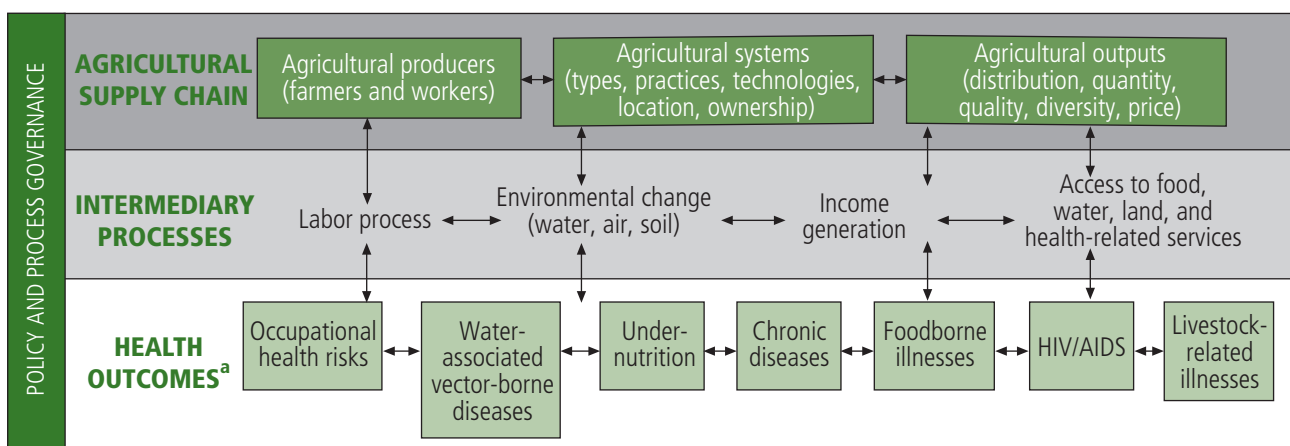 POLICY AND PROCESS GOVERNANCE
AGRICULTURAL
SUPPLY CHAIN
Agricultural producers
(farmers and workers)
Agricultural systems
(types, practices, technologies,
location, ownership)
Agricultural outputs
(distribution, quantity,
quality, diversity, price)
INTERMEDIARY
PROCESSES
Labor process
Environmental change
(water, air, soil)
Income
generation
Access to food,
water, land, and
health-related services
HEALTH
OUTCOMESª
Occupational
health risks
Water-
associated
vector-borne
diseases
Under-
nutrition
Chronic
diseases
Foodborne
illnesses
HIV/AIDS
Livestock-
related
illnesses